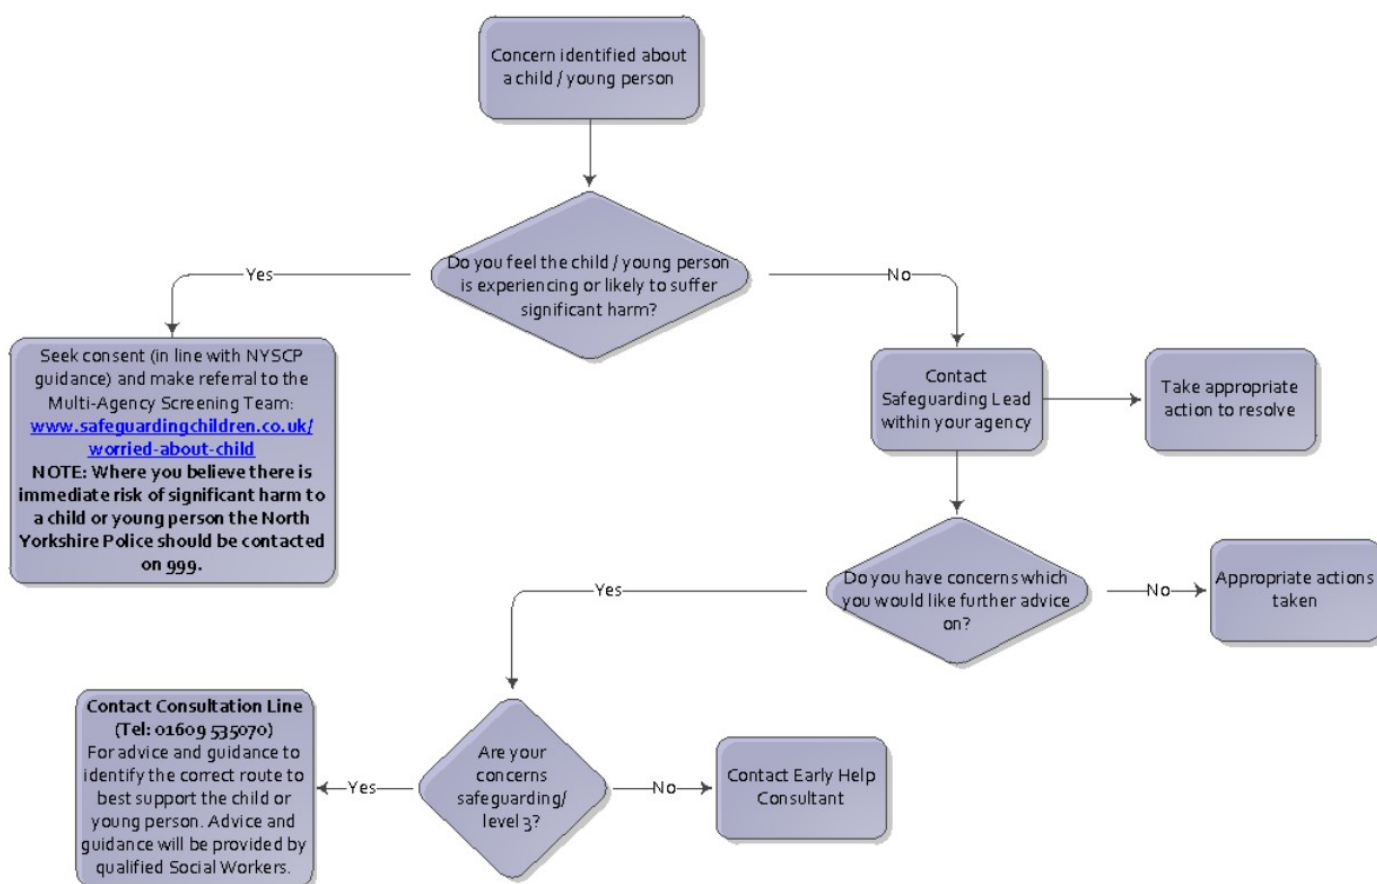 Concern identified about
a child / young person
Do you feel the child / young person
is experiencing or likely to suffer
significant harm?
Yes
No
Seek consent (in line with NYSCP
guidance) and make referral to the
Multi-Agency Screening Team:
www.safeguardingchildren.co.uk/
worried-about-child
NOTE: Where you believe there is
immediate risk of significant harm to
a child or young person the North
Yorkshire Police should be contacted
on 999.
Contact
Safeguarding Lead
within your agency
Take appropriate
action to resolve
Do you have concerns which
you would like further advice
on?
Yes
No
Appropriate actions
taken
Are your
concerns
safeguarding/
level 3?
Yes
No
Contact Consultation Line
(Tel: 01609 535070)
For advice and guidance to
identify the correct route to
best support the child or
young person. Advice and
guidance will be provided by
qualified Social Workers.
Contact Early Help
Consultant